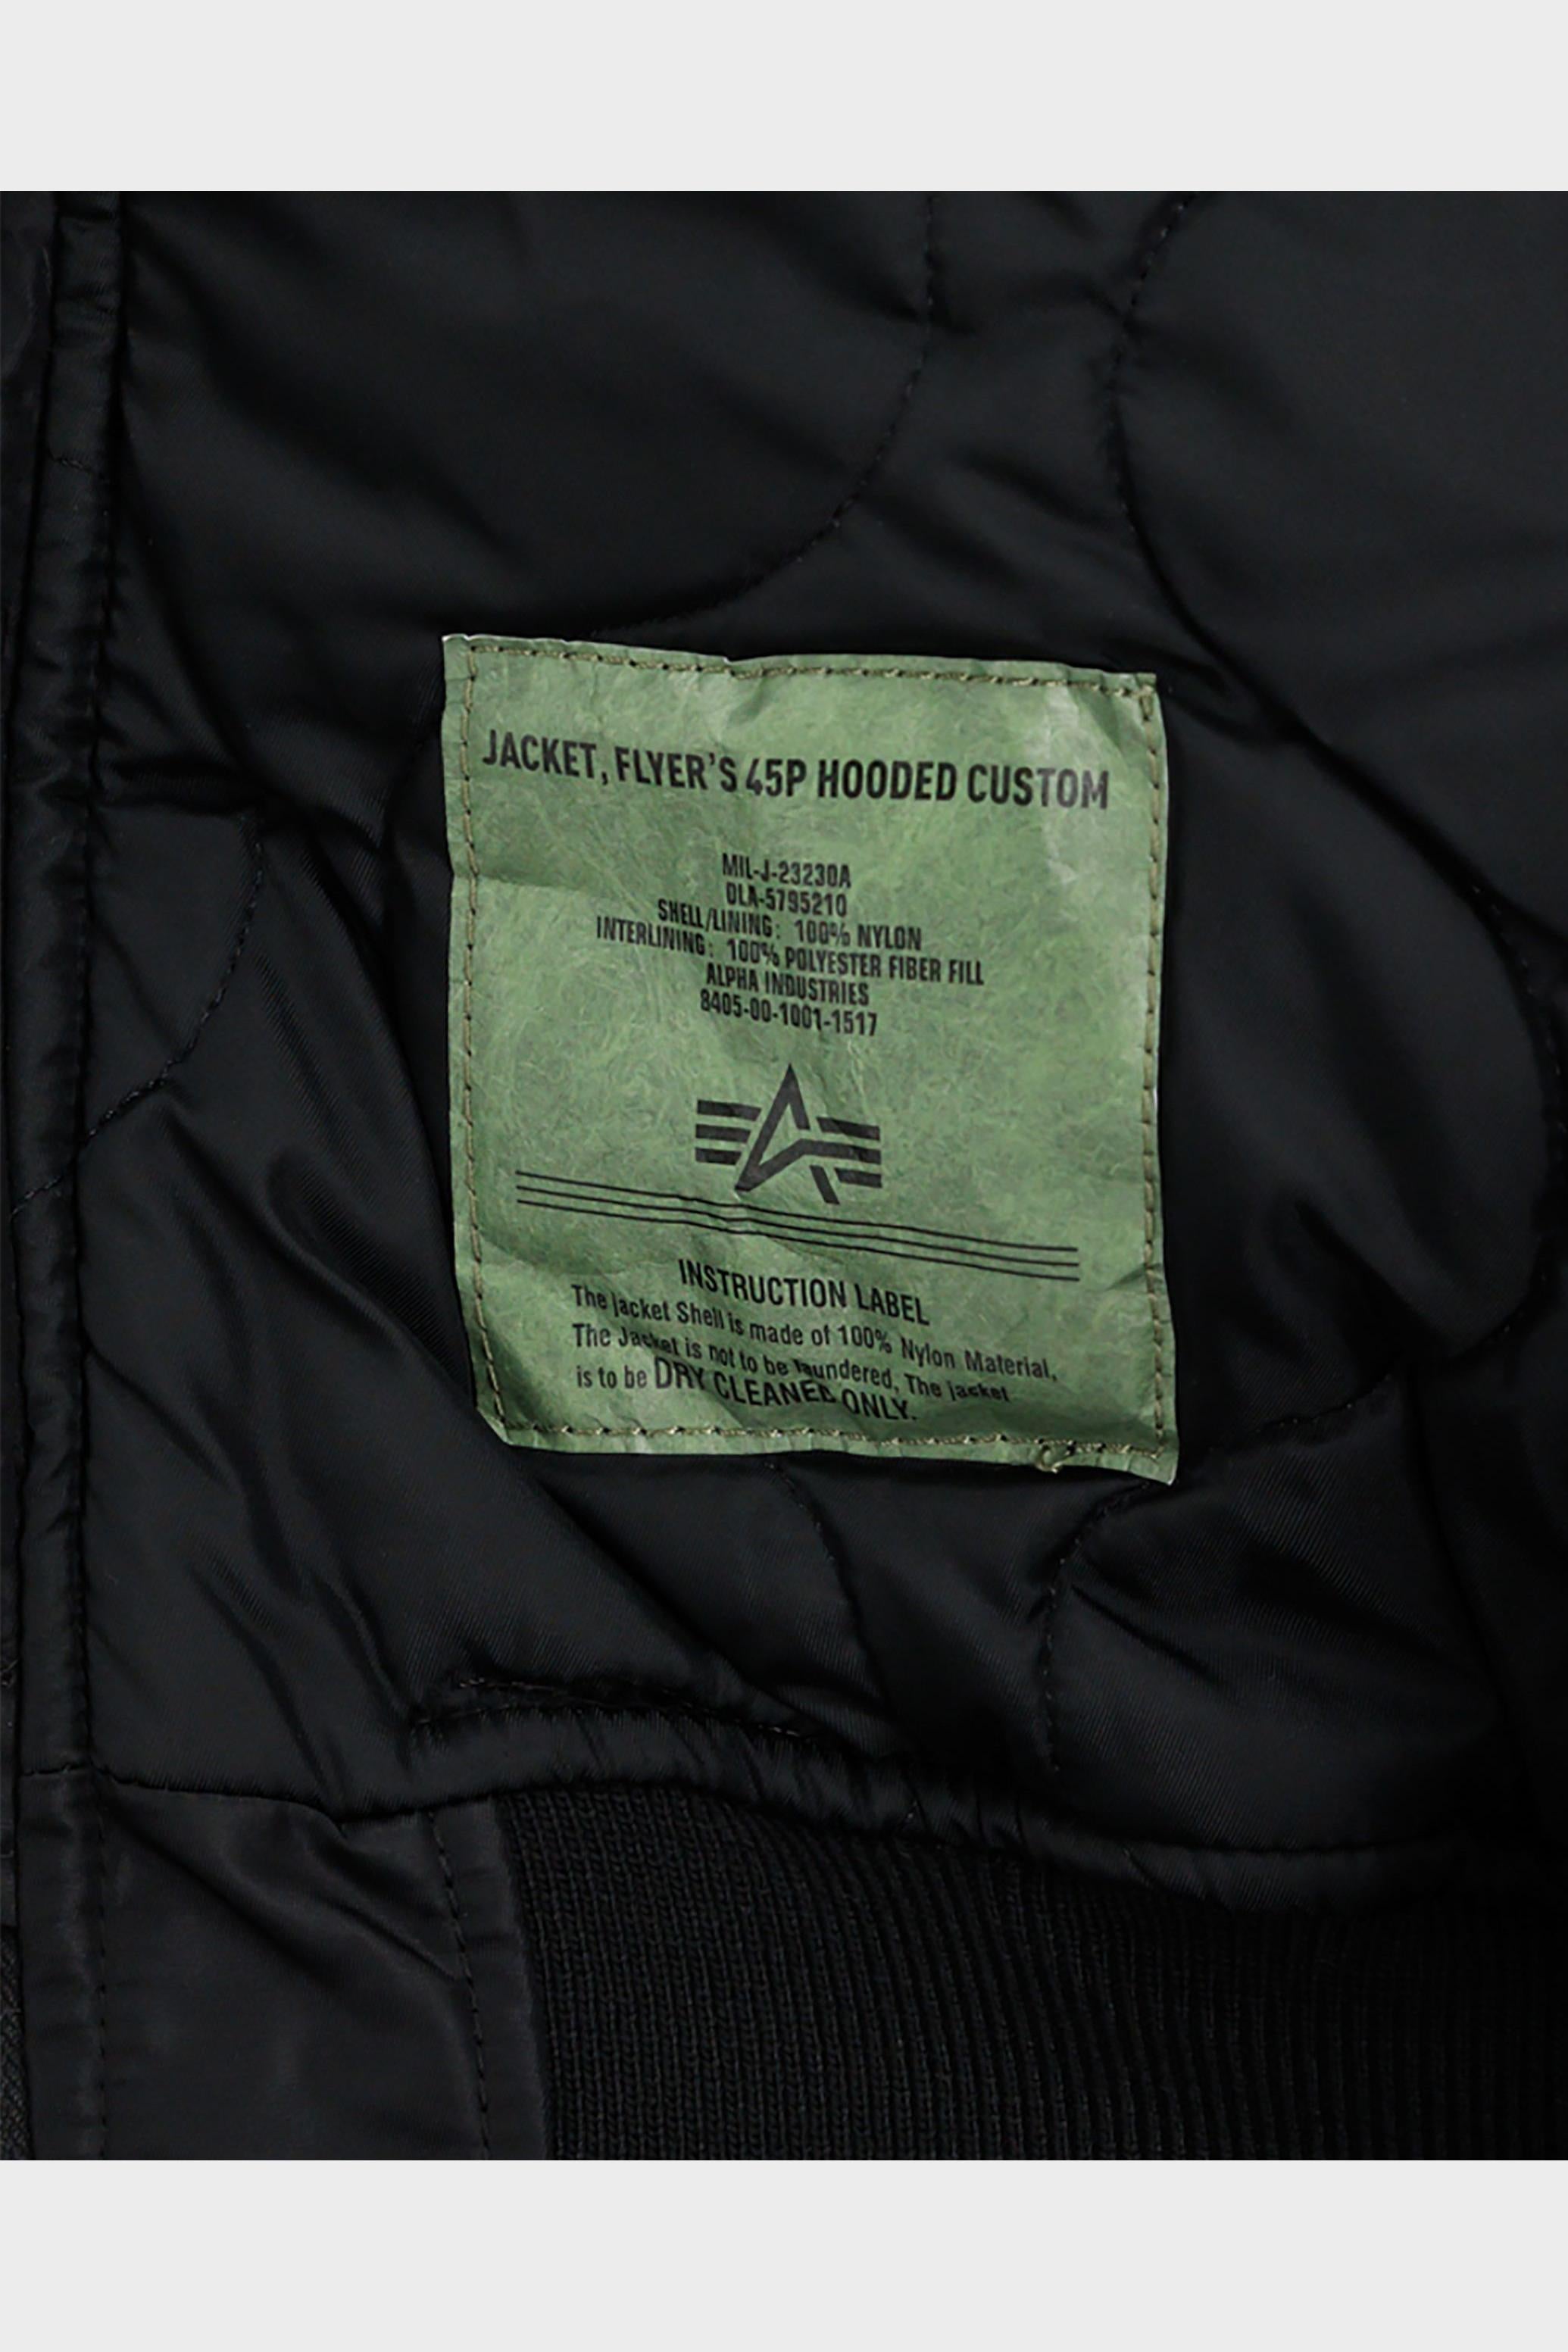 JACKET, FLYER'S 45P HOODED CUSTOM
MIL-J-23230A
DLA-5795210
SHELL/LINING: 100% NYLON
INTERLINING: 100% POLYESTER FIBER FILL
ALPHA INDUSTRIES
8405-00-1001-1517
INSTRUCTION LABEL
The jacket Shell is made of 100% Nylon Material,
The Jacket is not to be laundered, The jacket
is to be DRY CLEANED ONLY.